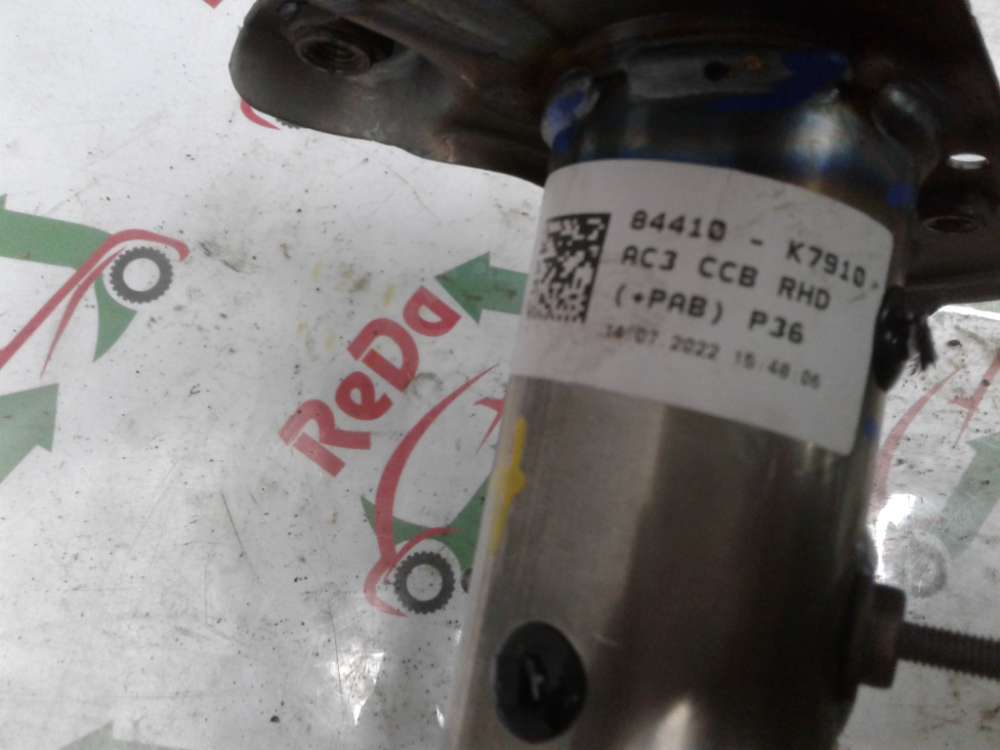 84410 - K7910
AC3 CCB RHD
(+PAB) P36
14/07.2022 15:48:06
ReDa